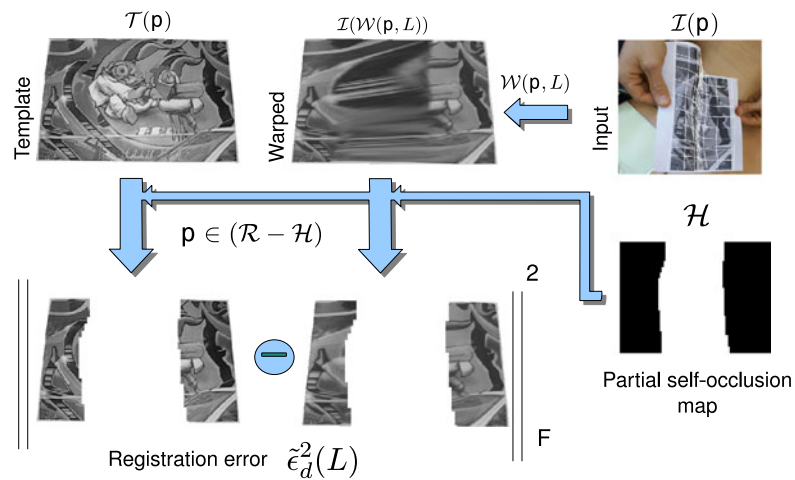 𝒯(p)
ℐ(𝒲(p, L))
ℐ(p)
Template
Warped
𝒲(p, L)
Input
p ∈ (ℛ − ℋ)
ℋ
2
−
F
Partial self-occlusion
map
Registration error ε̃²_d(L)